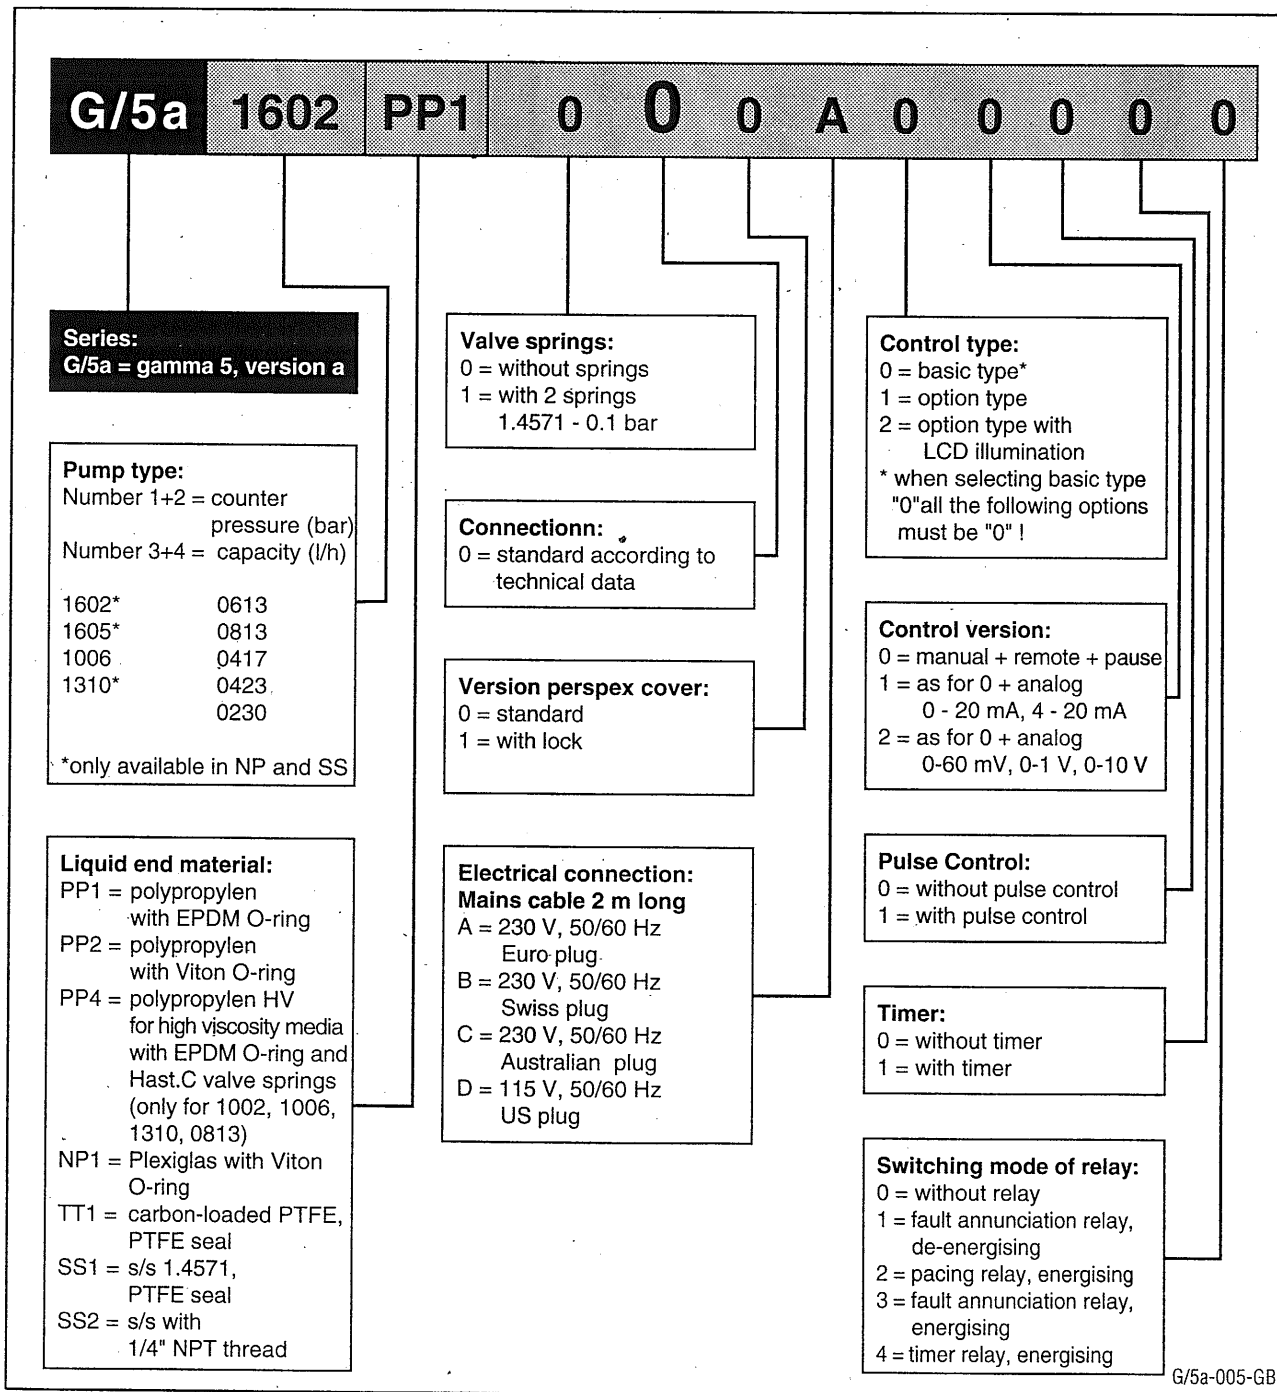 G/5a 1602 PP1 0 0 0 A 0 0 0 0 0
Series:
G/5a = gamma 5, version a
Pump type:
Number 1+2 = counter
pressure (bar)
Number 3+4 = capacity (l/h)
1602* 0613
1605* 0813
1006 0417
1310* 0423
0230
*only available in NP and SS
Liquid end material:
PP1 = polypropylen
with EPDM O-ring
PP2 = polypropylen
with Viton O-ring
PP4 = polypropylen HV
for high viscosity media
with EPDM O-ring and
Hast.C valve springs
(only for 1002, 1006,
1310, 0813)
NP1 = Plexiglas with Viton
O-ring
TT1 = carbon-loaded PTFE,
PTFE seal
SS1 = s/s 1.4571,
PTFE seal
SS2 = s/s with
1/4" NPT thread
Valve springs:
0 = without springs
1 = with 2 springs
1.4571 - 0.1 bar
Connectionn:
0 = standard according to
technical data
Version perspex cover:
0 = standard
1 = with lock
Electrical connection:
Mains cable 2 m long
A = 230 V, 50/60 Hz
Euro plug
B = 230 V, 50/60 Hz
Swiss plug
C = 230 V, 50/60 Hz
Australian plug
D = 115 V, 50/60 Hz
US plug
Control type:
0 = basic type*
1 = option type
2 = option type with
LCD illumination
* when selecting basic type
"0"all the following options
must be "0" !
Control version:
0 = manual + remote + pause
1 = as for 0 + analog
0 - 20 mA, 4 - 20 mA
2 = as for 0 + analog
0-60 mV, 0-1 V, 0-10 V
Pulse Control:
0 = without pulse control
1 = with pulse control
Timer:
0 = without timer
1 = with timer
Switching mode of relay:
0 = without relay
1 = fault annunciation relay,
de-energising
2 = pacing relay, energising
3 = fault annunciation relay,
energising
4 = timer relay, energising
G/5a-005-GB